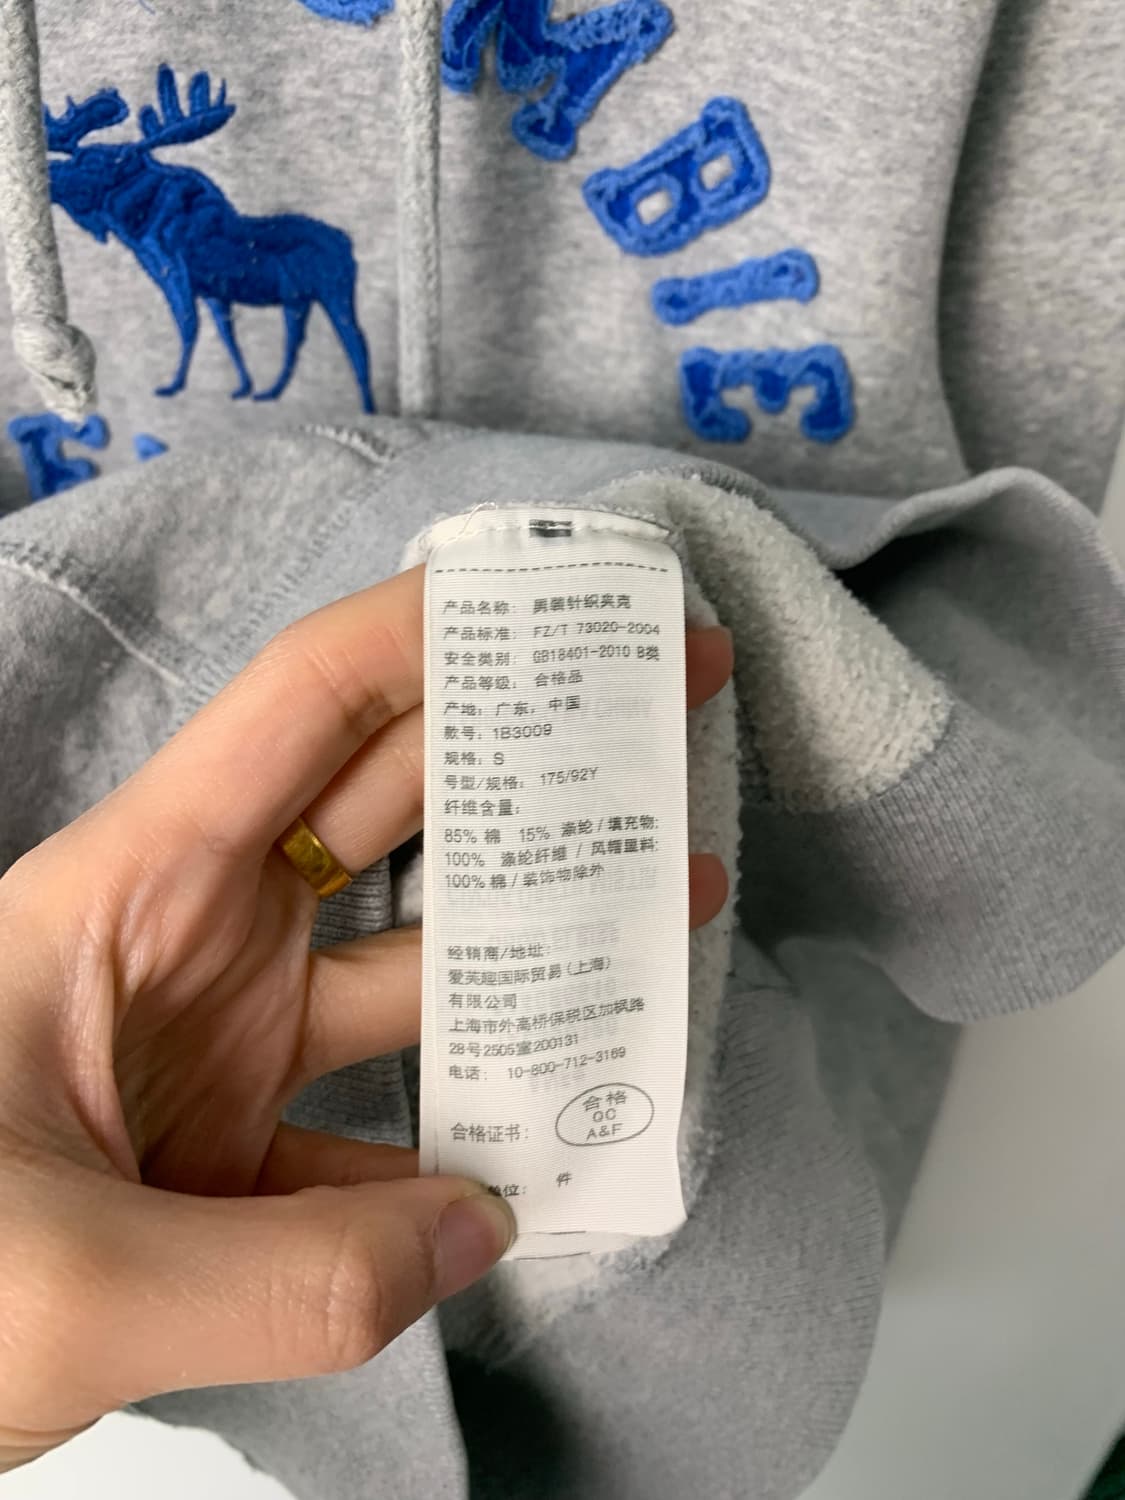 MBIE
F
产品名称: 男装针织夹克
产品标准: FZ/T 73020-2004
安全类别: GB18401-2010 B类
产品等级: 合格品
产地: 广东, 中国
款号: 1B3009
规格: S
号型/规格: 175/92Y
纤维含量:
85% 棉 15% 涤纶/填充物:
100% 涤纶纤维 / 风帽里料:
100% 棉/装饰物除外
经销商/地址:
爱芙趣国际贸易(上海)
有限公司
上海市外高桥保税区加枫路
28号2505室200131
电话: 10-800-712-3169
合格证书:
合格
QC
A&F
单位: 件